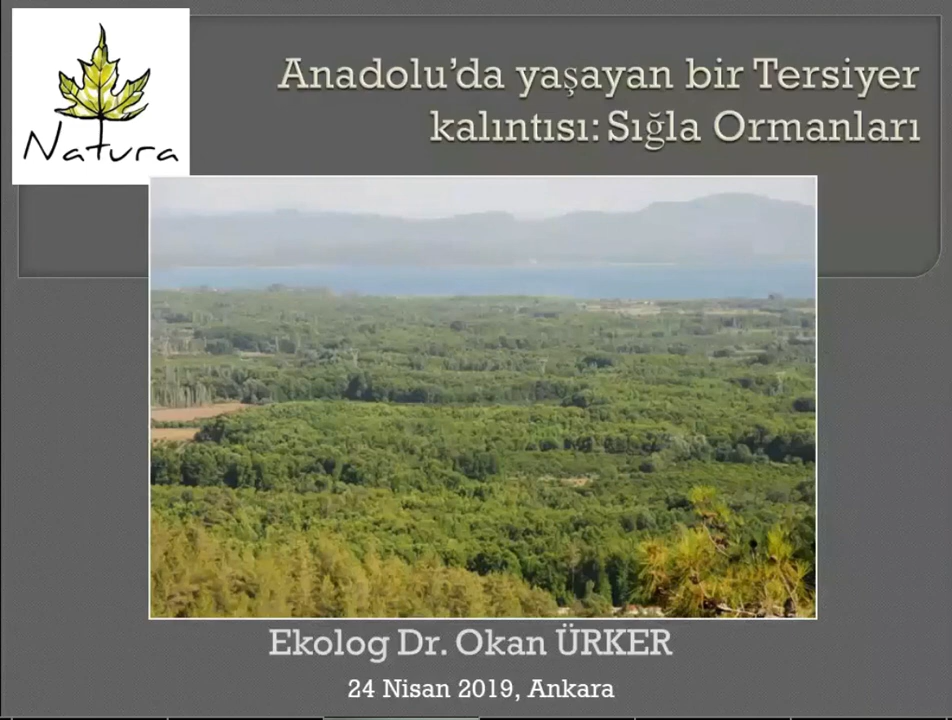 Natura
Anadolu'da yaşayan bir Tersiyer
kalıntısı: Sığla Ormanları
Ekolog Dr. Okan ÜRKER
24 Nisan 2019, Ankara